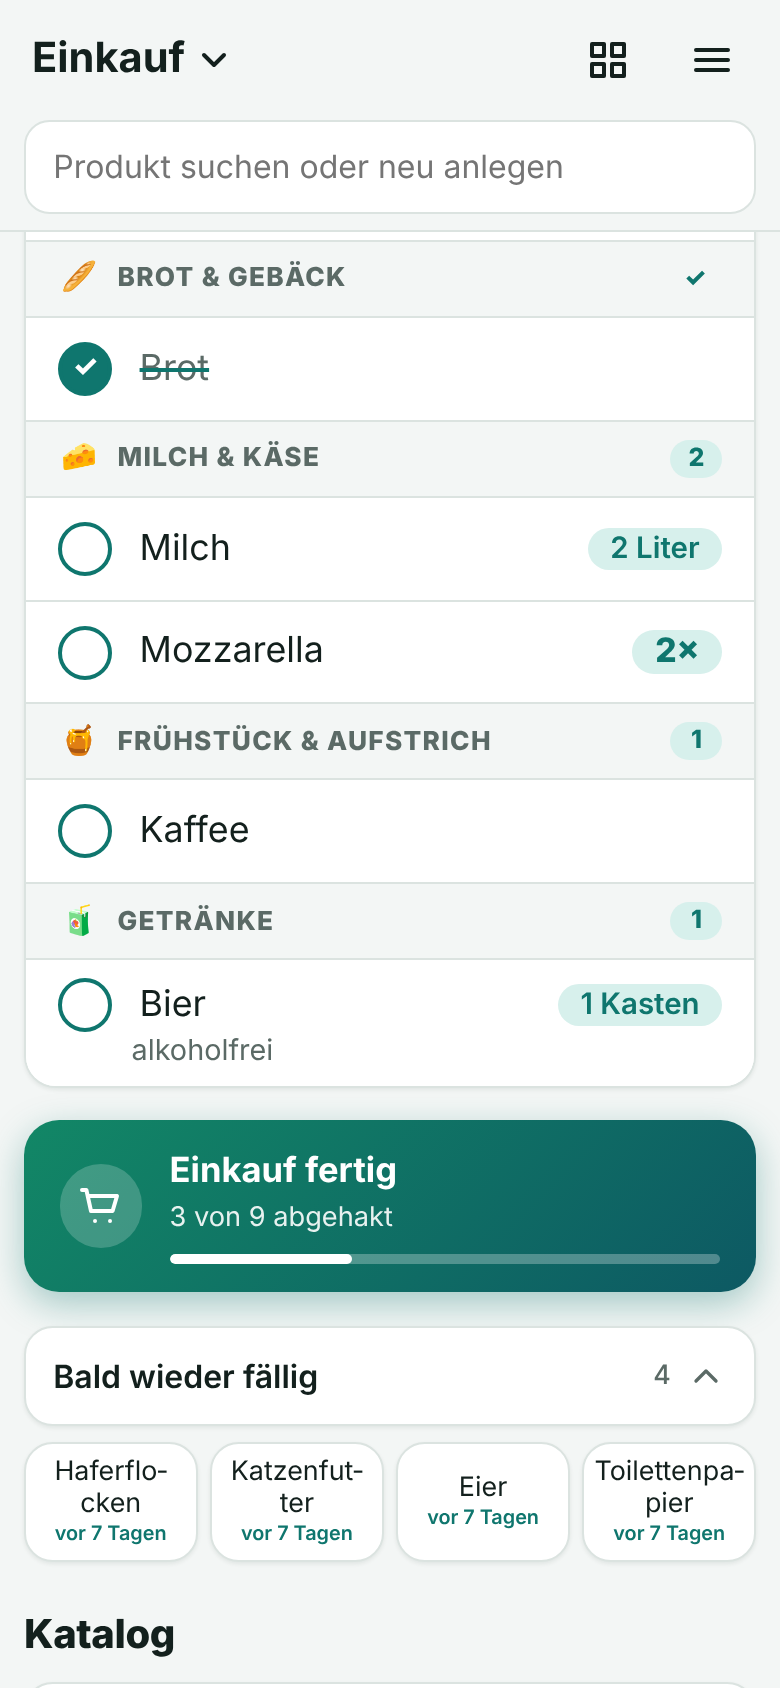 Einkauf
Produkt suchen oder neu anlegen
BROT & GEBÄCK
Brot
MILCH & KÄSE 2
Milch 2 Liter
Mozzarella 2×
FRÜHSTÜCK & AUFSTRICH 1
Kaffee
GETRÄNKE 1
Bier 1 Kasten
alkoholfrei
Einkauf fertig
3 von 9 abgehakt
Bald wieder fällig 4
Haferflo-
cken
vor 7 Tagen
Katzenfut-
ter
vor 7 Tagen
Eier
vor 7 Tagen
Toilettenpa-
pier
vor 7 Tagen
Katalog